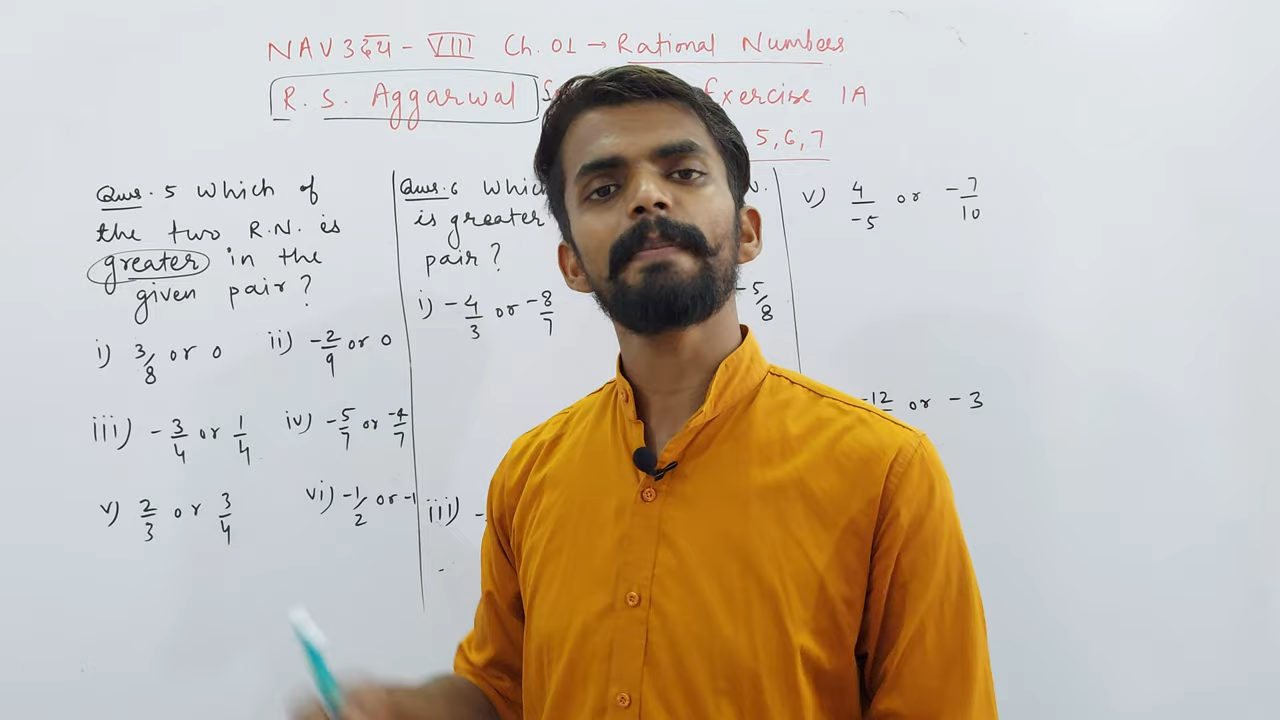 NAV उदय - VIII Ch. 01 → Rational Numbers
R. S. Aggarwal Exercise 1A
5, 6, 7
Ques. 5 Which of
the two R.N. is
greater in the
given pair?
i) 3/8 or 0 ii) -2/9 or 0
iii) -3/4 or 1/4 iv) -5/7 or -4/7
v) 2/3 or 3/4 vi) -1/2 or -1
Ques. 6
is greater
pair?
i) -4/3 or -8/7
-5/8
iii) -
v) 4/-5 or -7/10
-12 or -3